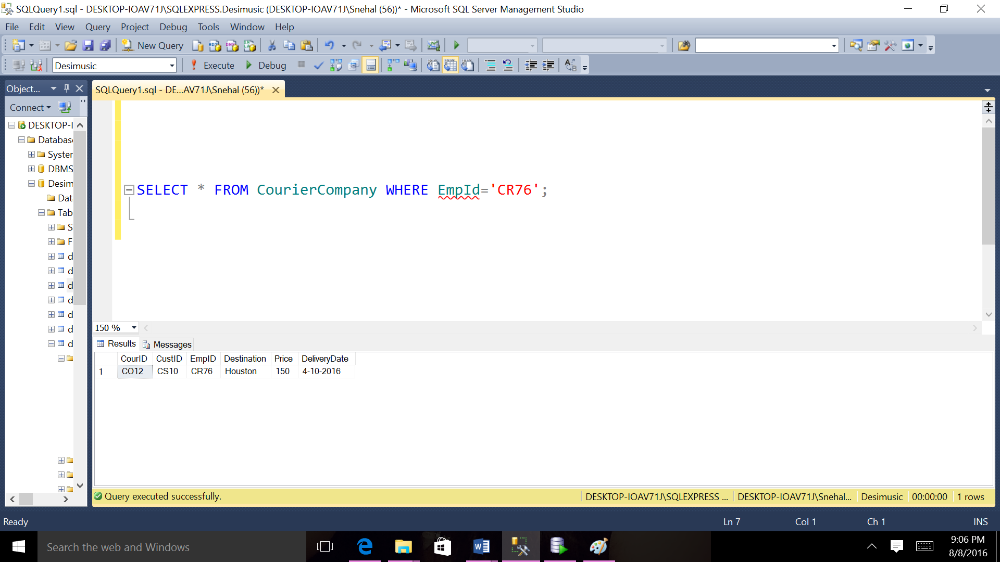 SQLQuery1.sql - DESKTOP-IOAV71J\SQLEXPRESS.Desimusic (DESKTOP-IOAV71J\Snehal (56))* - Microsoft SQL Server Management Studio
File Edit View Query Project Debug Tools Window Help
New Query
Desimusic Execute Debug
Object... SQLQuery1.sql - DE...AV71J\Snehal (56))*
Connect
DESKTOP-I
Databas
System
DBMS
Desim
Dat
Tab
S
F
d
d
d
d
d
d
d
SELECT * FROM CourierCompany WHERE EmpId='CR76';
150 %
Results Messages
CourID CustID EmpID Destination Price DeliveryDate
1 CO12 CS10 CR76 Houston 150 4-10-2016
Query executed successfully. DESKTOP-IOAV71J\SQLEXPRESS ... DESKTOP-IOAV71J\Snehal... Desimusic 00:00:00 1 rows
Ready Ln 7 Col 1 Ch 1 INS
Search the web and Windows
9:06 PM
8/8/2016